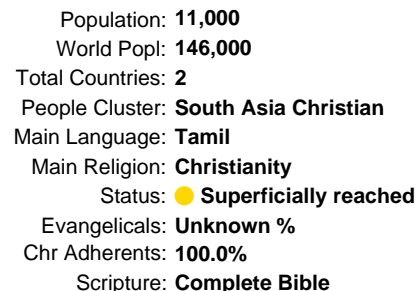 Population: 11,000
World Popl: 146,000
Total Countries: 2
People Cluster: South Asia Christian
Main Language: Tamil
Main Religion: Christianity
Status: Superficially reached
Evangelicals: Unknown %
Chr Adherents: 100.0%
Scripture: Complete Bible